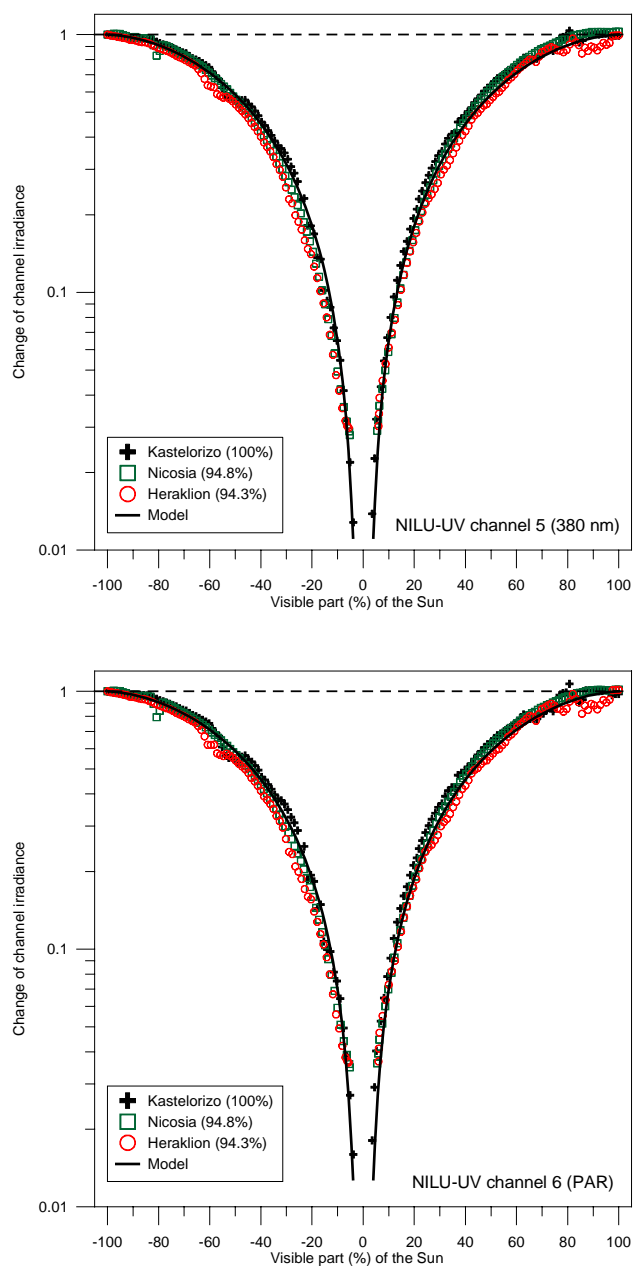 1
0.1
0.01
Change of channel irradiance
Kastelorizo (100%)
Nicosia (94.8%)
Heraklion (94.3%)
Model
NILU-UV channel 5 (380 nm)
-100 -80 -60 -40 -20 0 20 40 60 80 100
Visible part (%) of the Sun
1
0.1
0.01
Change of channel irradiance
Kastelorizo (100%)
Nicosia (94.8%)
Heraklion (94.3%)
Model
NILU-UV channel 6 (PAR)
-100 -80 -60 -40 -20 0 20 40 60 80 100
Visible part (%) of the Sun